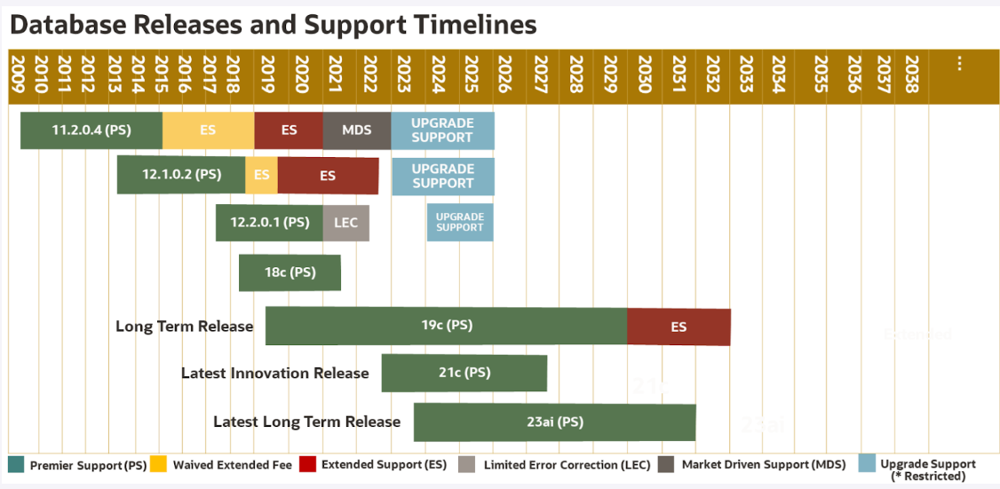 Database Releases and Support Timelines
2009 2010 2011 2012 2013 2014 2015 2016 2017 2018 2019 2020 2021 2022 2023 2024 2025 2026 2027 2028 2029 2030 2031 2032 2033 2034 2035 2036 2037 2038 ...
11.2.0.4 (PS) ES ES MDS UPGRADE
SUPPORT
12.1.0.2 (PS) ES ES UPGRADE
SUPPORT
12.2.0.1 (PS) LEC UPGRADE
SUPPORT
18c (PS)
Long Term Release 19c (PS) ES
Extended
Latest Innovation Release 21c (PS)
21c
Latest Long Term Release 23ai (PS)
23ai
Premier Support (PS) Waived Extended Fee Extended Support (ES) Limited Error Correction (LEC) Market Driven Support (MDS) Upgrade Support
(* Restricted)